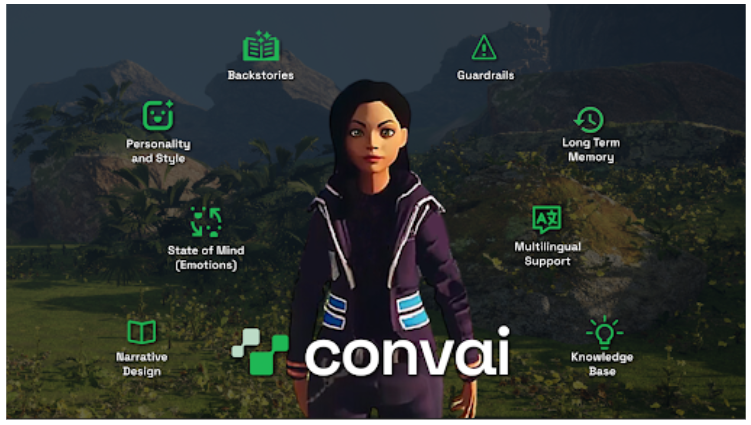 Backstories
Guardrails
Personality
and Style
Long Term
Memory
State of Mind
(Emotions)
Multilingual
Support
Narrative
Design
convai
Knowledge
Base